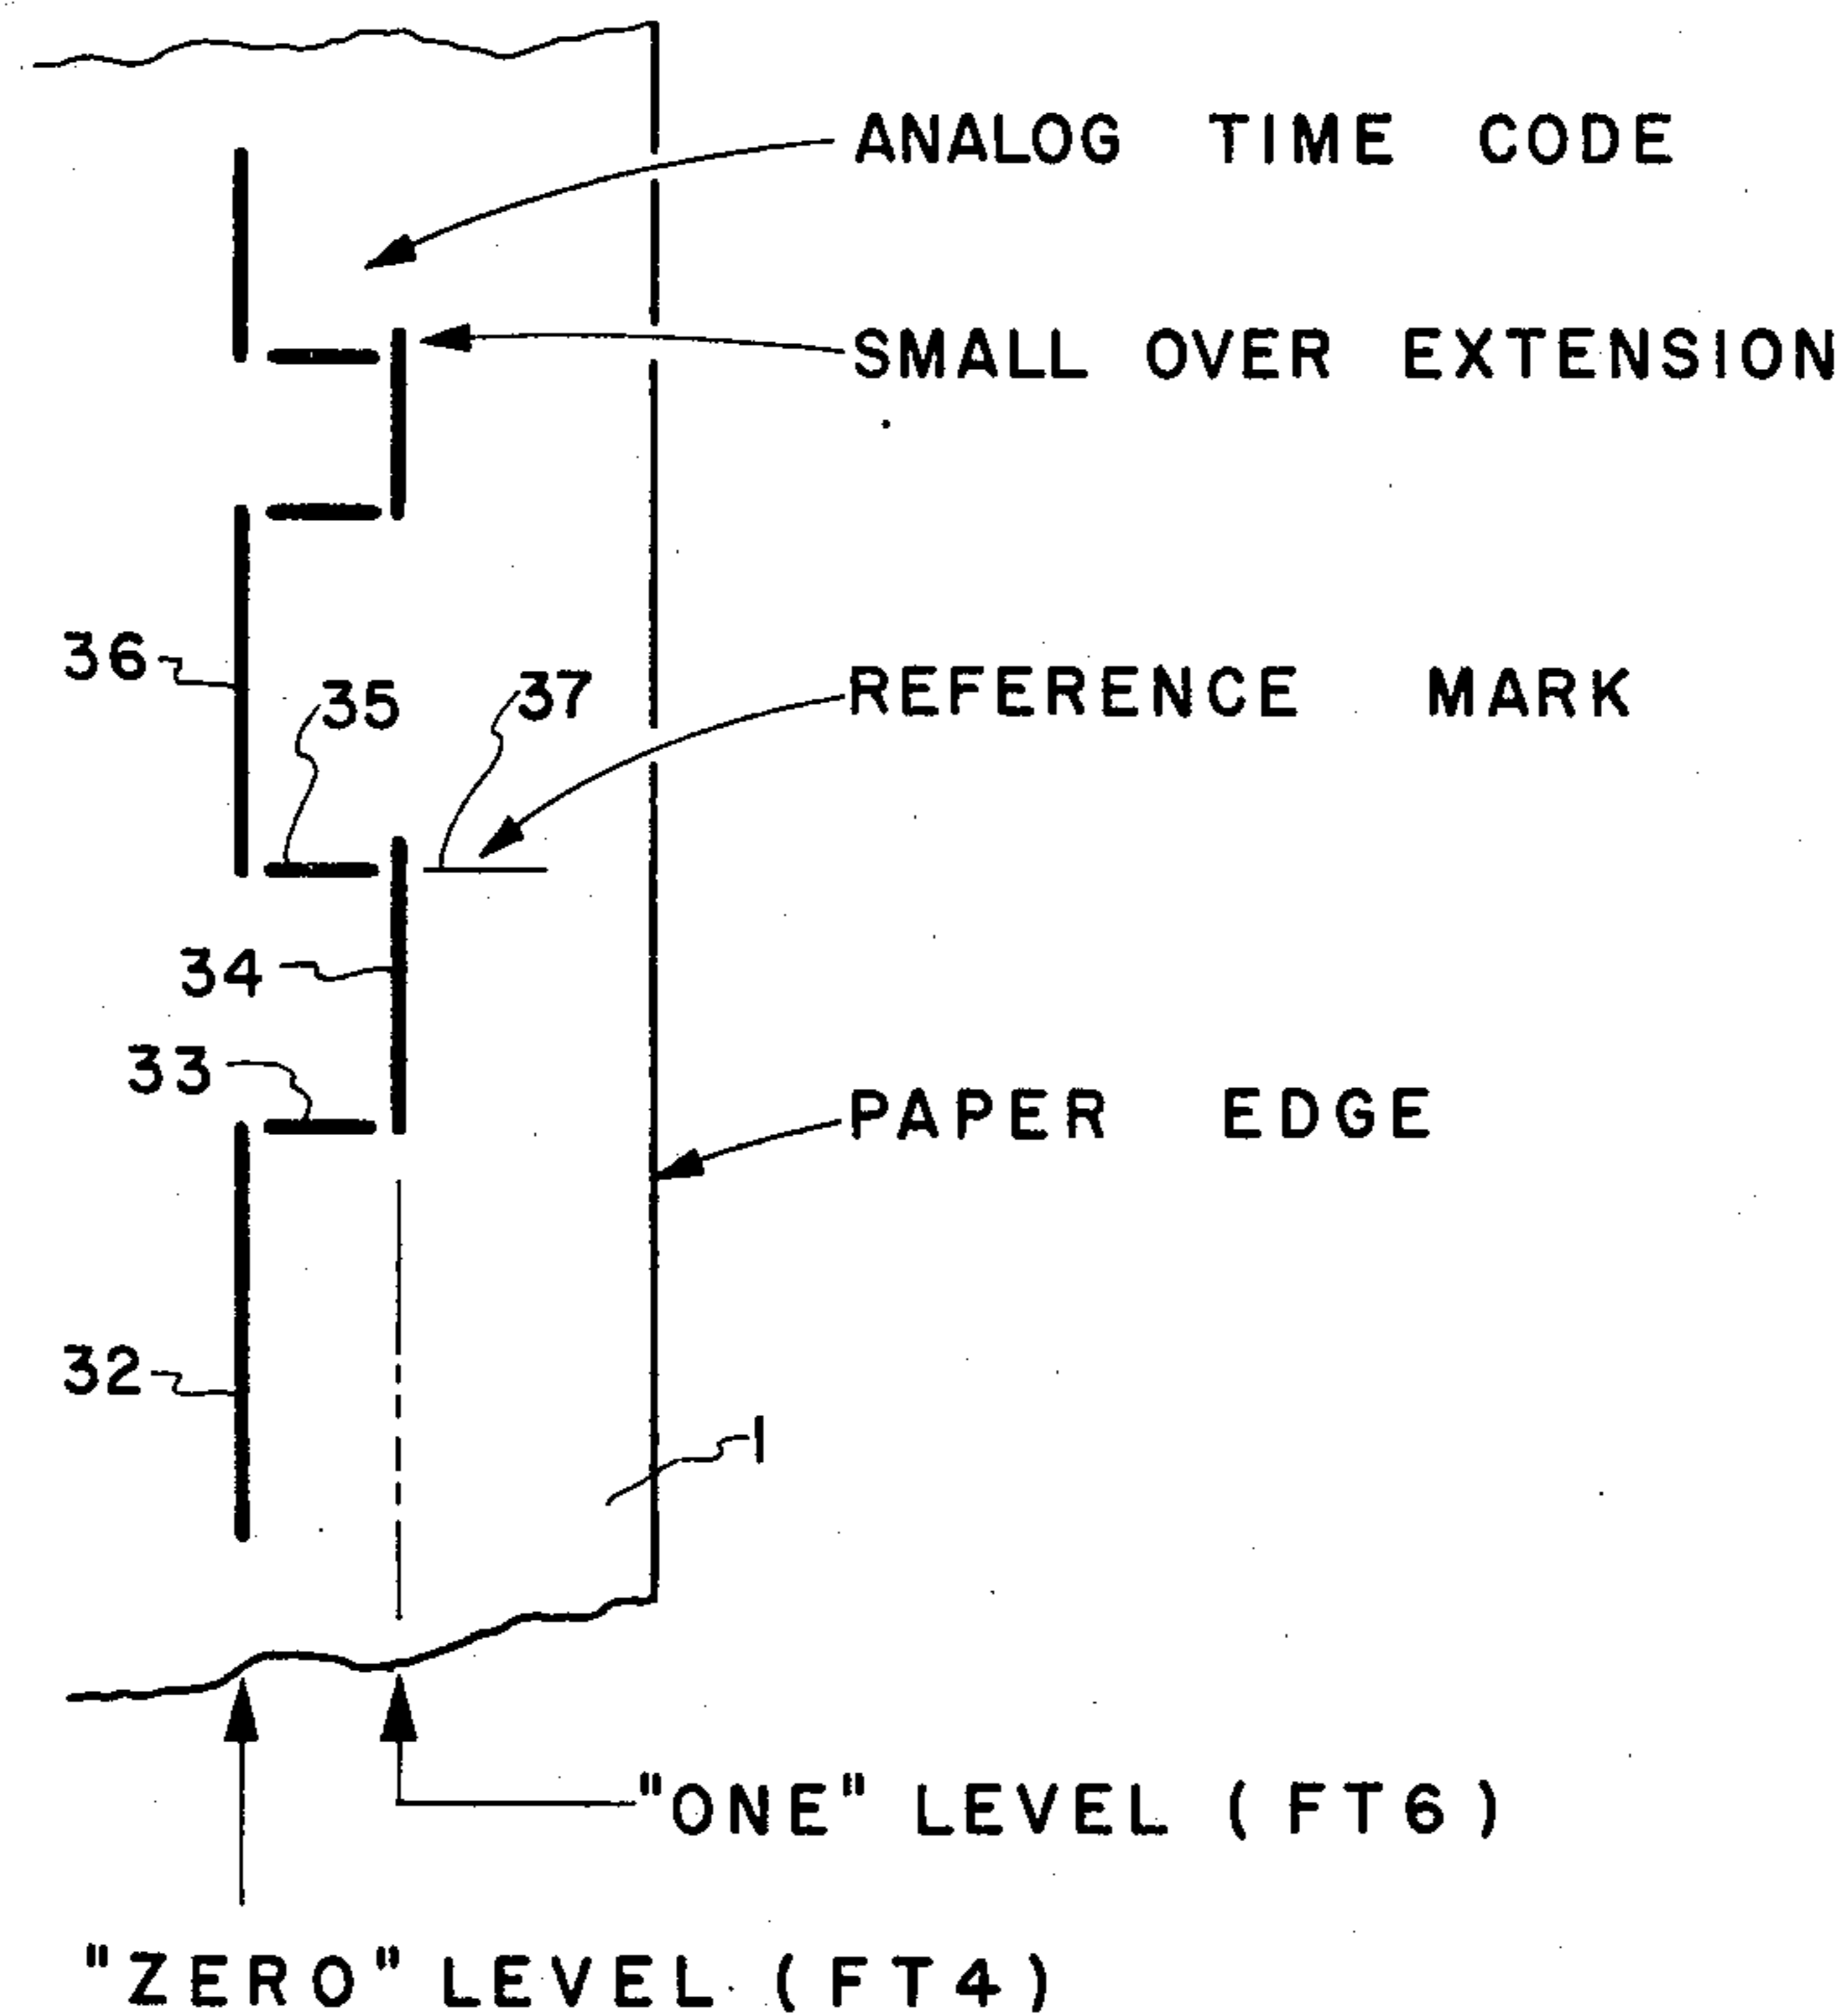 ANALOG TIME CODE
SMALL OVER EXTENSION
36
35
37
REFERENCE MARK
34
33
PAPER EDGE
32
1
"ONE" LEVEL (FT6)
"ZERO" LEVEL (FT4)